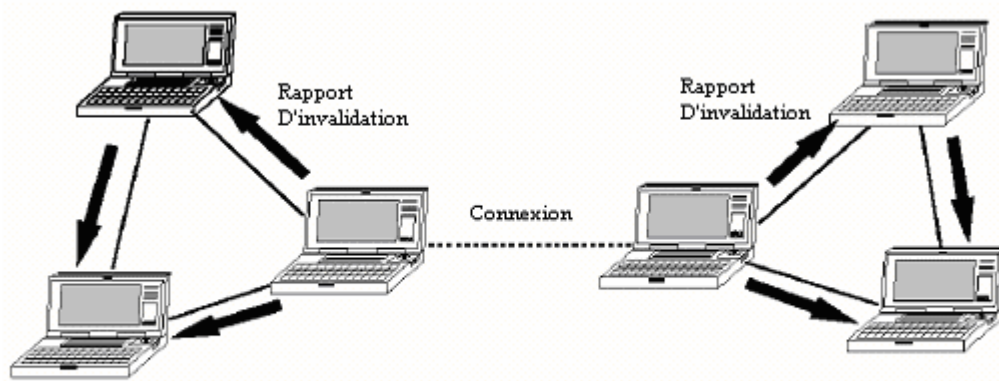 Rapport
D'invalidation
Rapport
D'invalidation
Connexion